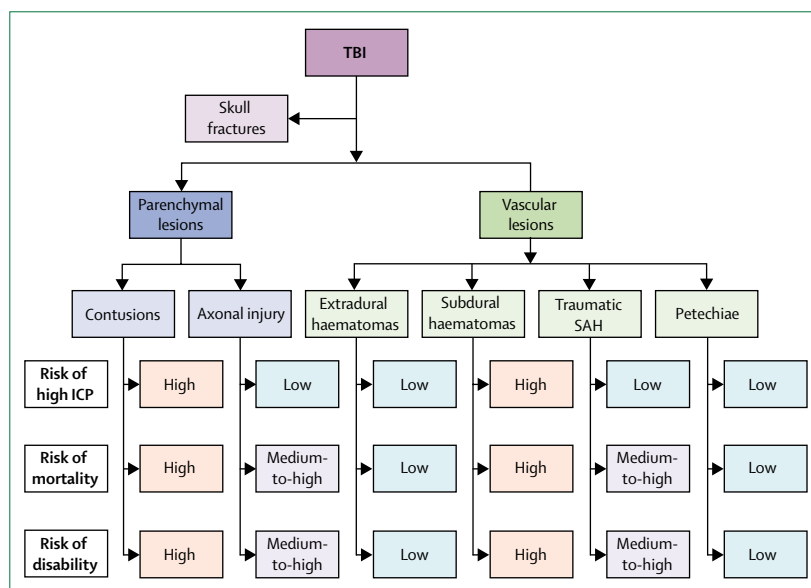 TBI
Skull
fractures
Parenchymal
lesions
Vascular
lesions
Contusions
Axonal injury
Extradural
haematomas
Subdural
haematomas
Traumatic
SAH
Petechiae
Risk of
high ICP
High
Low
Low
High
Low
Low
Risk of
mortality
High
Medium-
to-high
Low
High
Medium-
to-high
Low
Risk of
disability
High
Medium-
to-high
Low
High
Medium-
to-high
Low